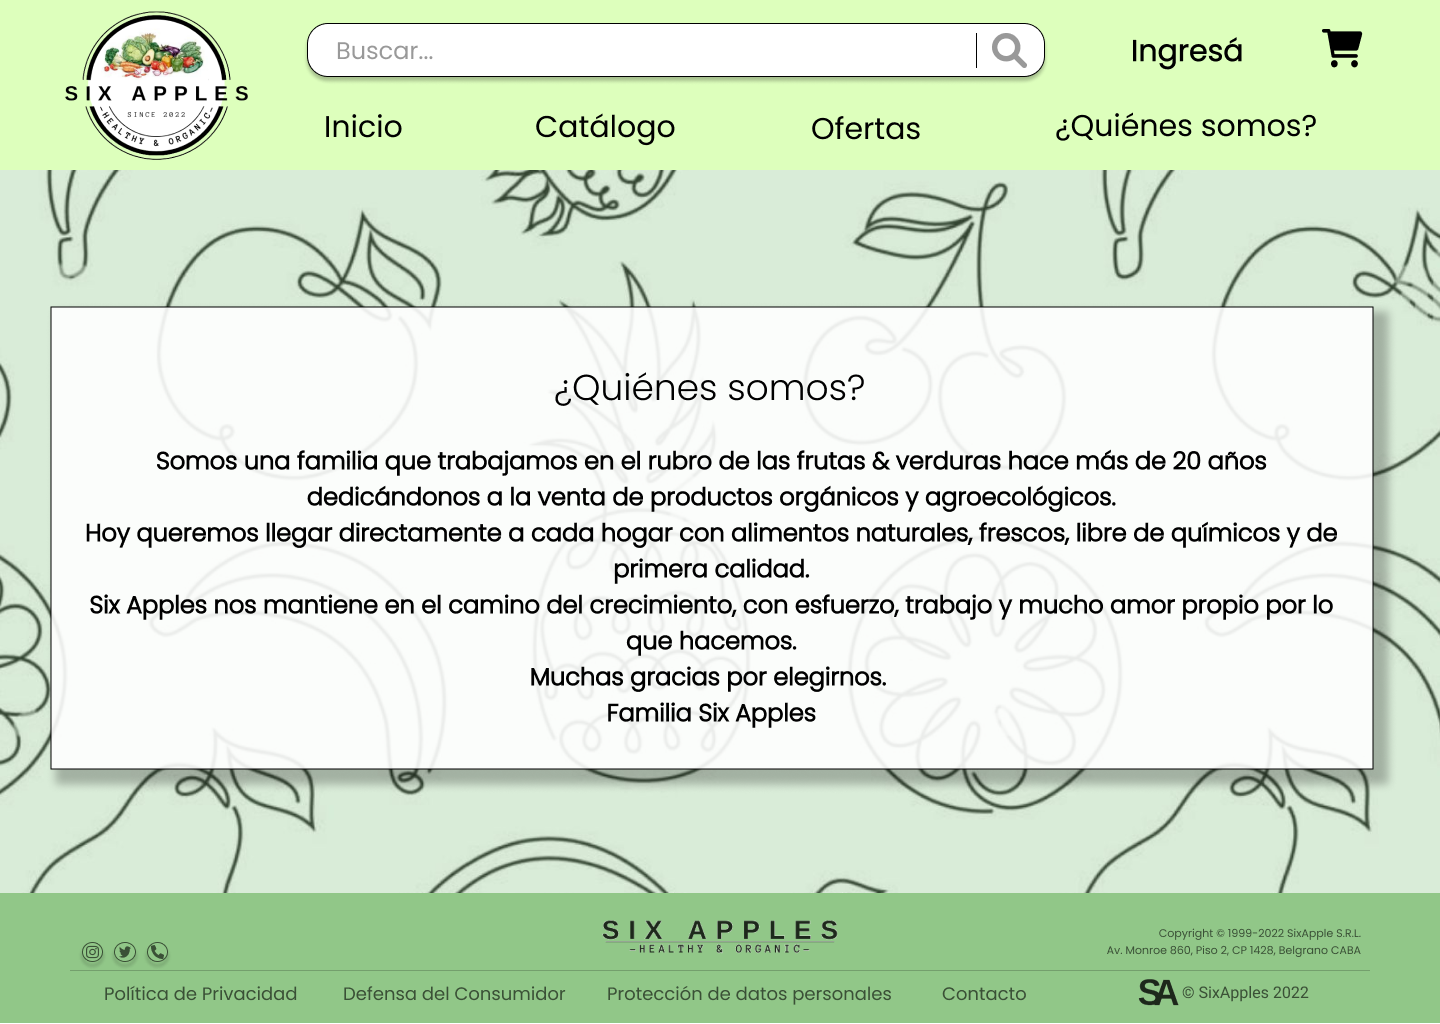 SIX APPLES
SINCE 2022
-HEALTHY & ORGANIC-
Buscar...
Ingresá
Inicio
Catálogo
Ofertas
¿Quiénes somos?
¿Quiénes somos?
Somos una familia que trabajamos en el rubro de las frutas & verduras hace más de 20 años
dedicándonos a la venta de productos orgánicos y agroecológicos.
Hoy queremos llegar directamente a cada hogar con alimentos naturales, frescos, libre de químicos y de
primera calidad.
Six Apples nos mantiene en el camino del crecimiento, con esfuerzo, trabajo y mucho amor propio por lo
que hacemos.
Muchas gracias por elegirnos.
Familia Six Apples
SIX APPLES
-HEALTHY & ORGANIC-
Copyright © 1999-2022 SixApple S.R.L.
Av. Monroe 860, Piso 2, CP 1428, Belgrano CABA
Política de Privacidad
Defensa del Consumidor
Protección de datos personales
Contacto
SA © SixApples 2022